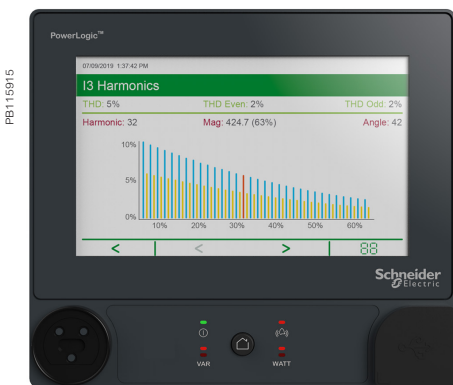 PB115915
PowerLogic™
07/09/2019 1:37:42 PM
I3 Harmonics
THD: 5% THD Even: 2% THD Odd: 2%
Harmonic: 32 Mag: 424.7 (63%) Angle: 42
10%
5%
0%
10% 20% 30% 40% 50% 60%
< < > 88
Schneider
Electric
VAR WATT